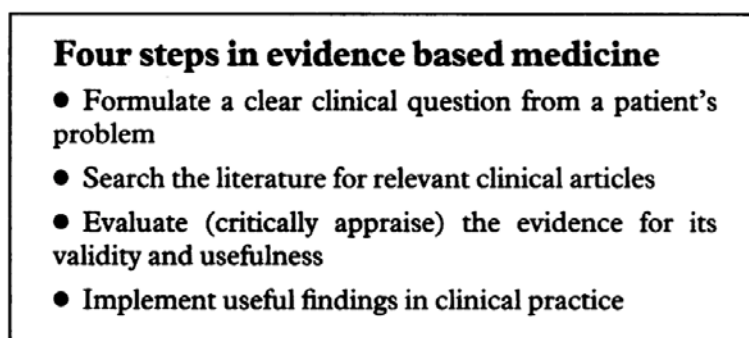 Four steps in evidence based medicine
● Formulate a clear clinical question from a patient's
problem
● Search the literature for relevant clinical articles
● Evaluate (critically appraise) the evidence for its
validity and usefulness
● Implement useful findings in clinical practice